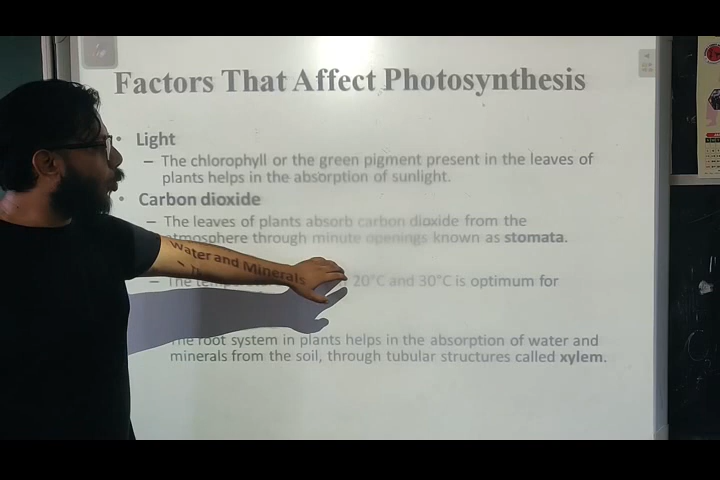 Factors That Affect Photosynthesis
• Light
– The chlorophyll or the green pigment present in the leaves of
plants helps in the absorption of sunlight.
• Carbon dioxide
– The leaves of plants absorb carbon dioxide from the
atmosphere through minute openings known as stomata.
Water and Minerals
– The
20°C and 30°C is optimum for
The root system in plants helps in the absorption of water and
minerals from the soil, through tubular structures called xylem.